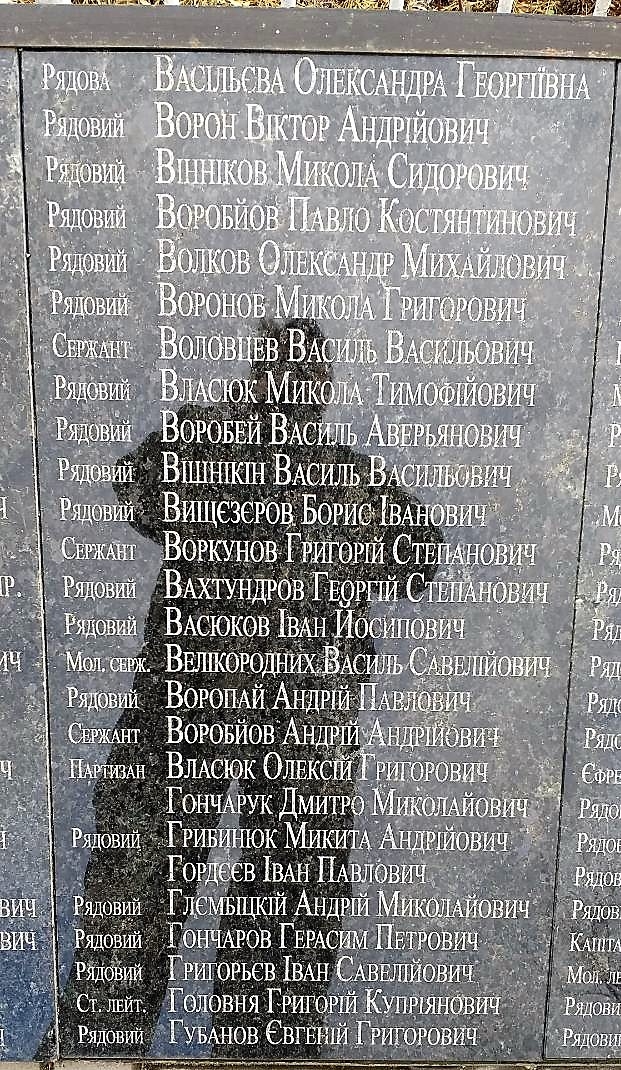 Рядова Васільєва Олександра Георгіївна
Рядовий Ворон Віктор Андрійович
Рядовий Вінніков Микола Сидорович
Рядовий Воробйов Павло Костянтинович
Рядовий Волков Олександр Михайлович
Рядовий Воронов Микола Григорович
Сержант Воловцев Василь Васильович
Рядовий Власюк Микола Тимофійович
Рядовий Воробей Василь Аверьянович
Рядовий Вішнікін Василь Васильович
Рядовий Вищєзєров Борис Іванович
Сержант Воркунов Григорій Степанович
Рядовий Вахтундров Георгій Степанович
Рядовий Васюков Іван Йосипович
Мол. серж. Велікородних Василь Савелійович
Рядовий Воропай Андрій Павлович
Сержант Воробйов Андрій Андрійович
Партизан Власюк Олексій Григорович
Гончарук Дмитро Миколайович
Рядовий Грибинюк Микита Андрійович
Гордєєв Іван Павлович
Рядовий Глємбіцкій Андрій Миколайович
Рядовий Гончаров Герасим Петрович
Рядовий Григорьєв Іван Савелійович
Ст. лейт. Головня Григорій Купріянович
Рядовий Губанов Євгеній Григорович